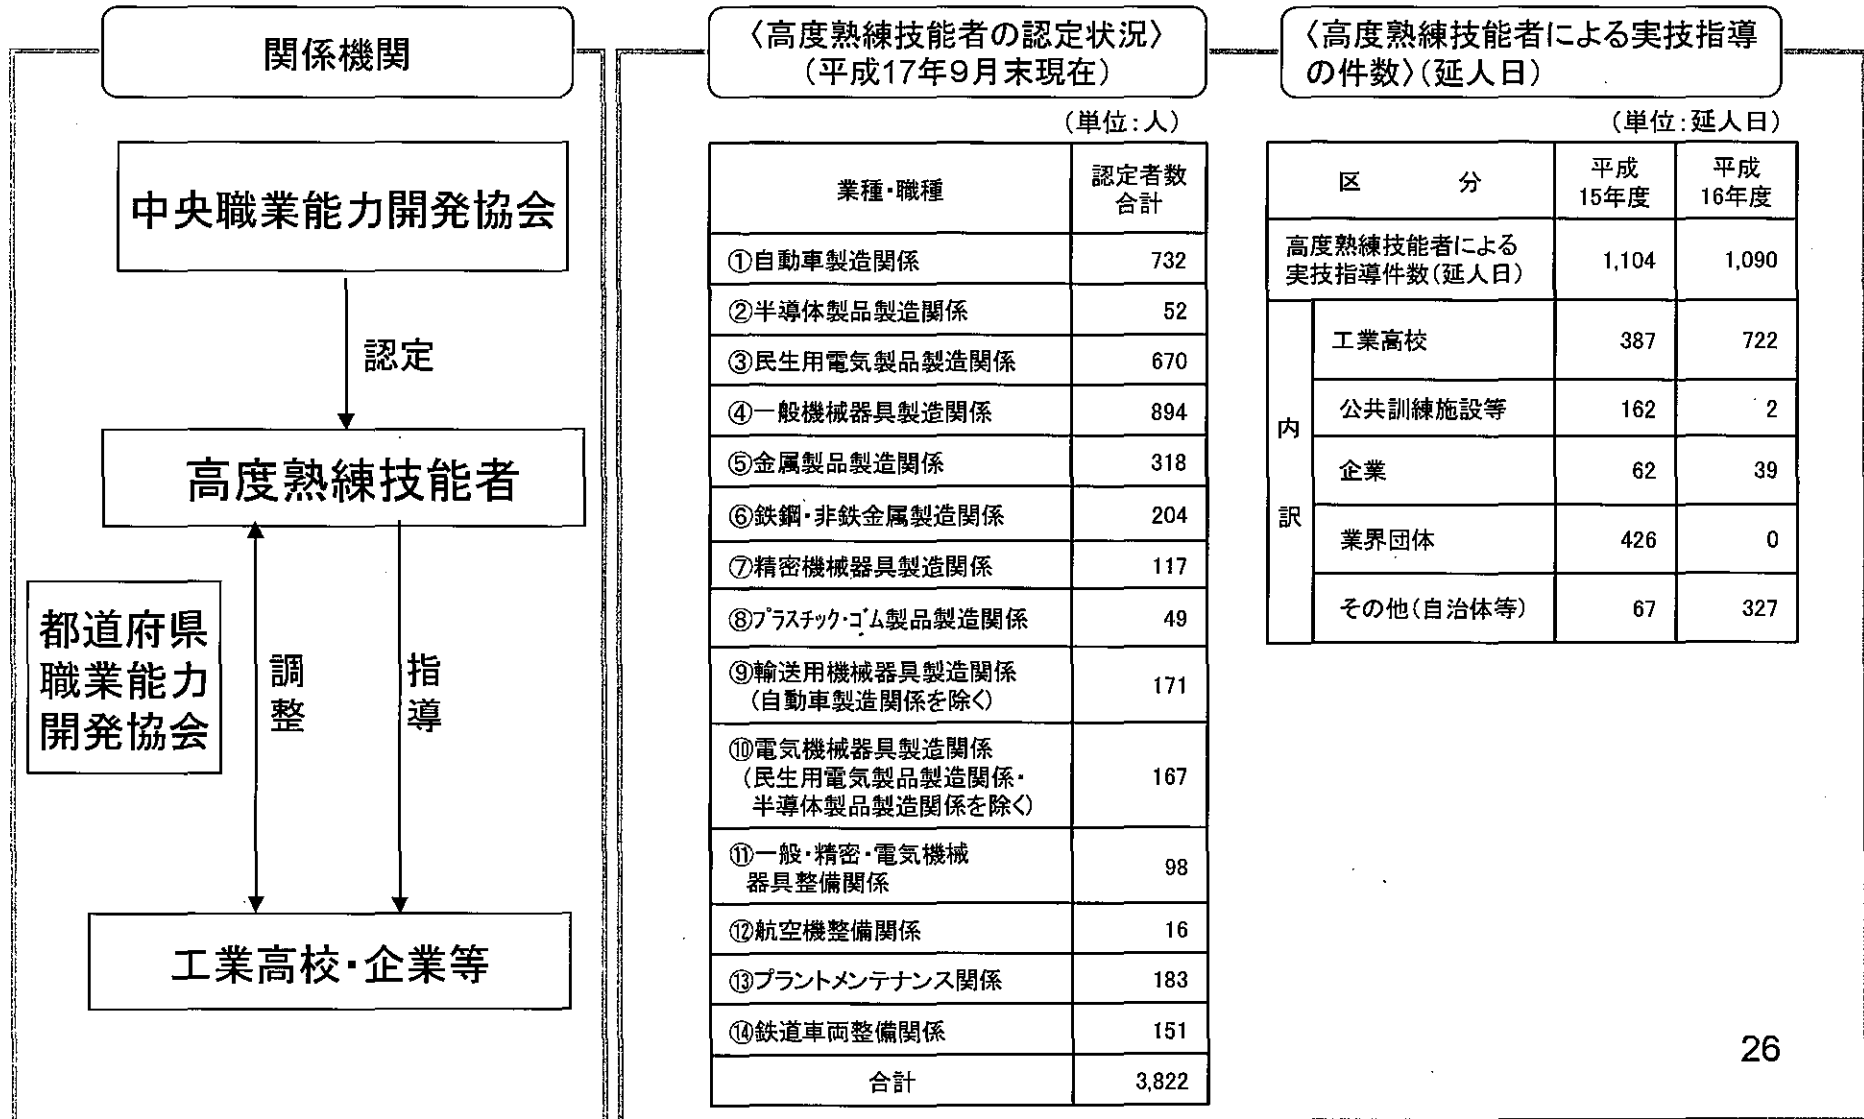 関係機関
中央職業能力開発協会
認定
高度熟練技能者
都道府県
職業能力
開発協会
調整
指導
工業高校・企業等
〈高度熟練技能者の認定状況〉
(平成17年9月末現在)
(単位:人)
業種・職種 認定者数合計
①自動車製造関係 732
②半導体製品製造関係 52
③民生用電気製品製造関係 670
④一般機械器具製造関係 894
⑤金属製品製造関係 318
⑥鉄鋼・非鉄金属製造関係 204
⑦精密機械器具製造関係 117
⑧プラスチック・ゴム製品製造関係 49
⑨輸送用機械器具製造関係
(自動車製造関係を除く) 171
⑩電気機械器具製造関係
(民生用電気製品製造関係・ 167
半導体製品製造関係を除く)
⑪一般・精密・電気機械
器具整備関係 98
⑫航空機整備関係 16
⑬プラントメンテナンス関係 183
⑭鉄道車両整備関係 151
合計 3,822
〈高度熟練技能者による実技指導
の件数〉(延人日)
(単位:延人日)
区 分 平成15年度 平成16年度
高度熟練技能者による
実技指導件数(延人日) 1,104 1,090
内訳
工業高校 387 722
公共訓練施設等 162 2
企業 62 39
業界団体 426 0
その他(自治体等) 67 327
26